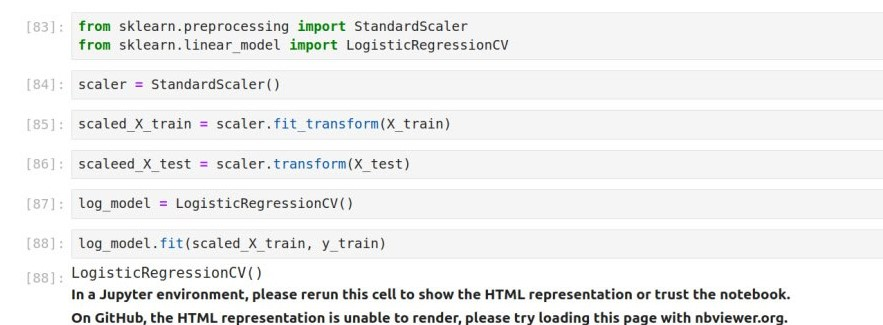 [83]: from sklearn.preprocessing import StandardScaler
from sklearn.linear_model import LogisticRegressionCV
[84]: scaler = StandardScaler()
[85]: scaled_X_train = scaler.fit_transform(X_train)
[86]: scaleed_X_test = scaler.transform(X_test)
[87]: log_model = LogisticRegressionCV()
[88]: log_model.fit(scaled_X_train, y_train)
[88]: LogisticRegressionCV()
In a Jupyter environment, please rerun this cell to show the HTML representation or trust the notebook.
On GitHub, the HTML representation is unable to render, please try loading this page with nbviewer.org.